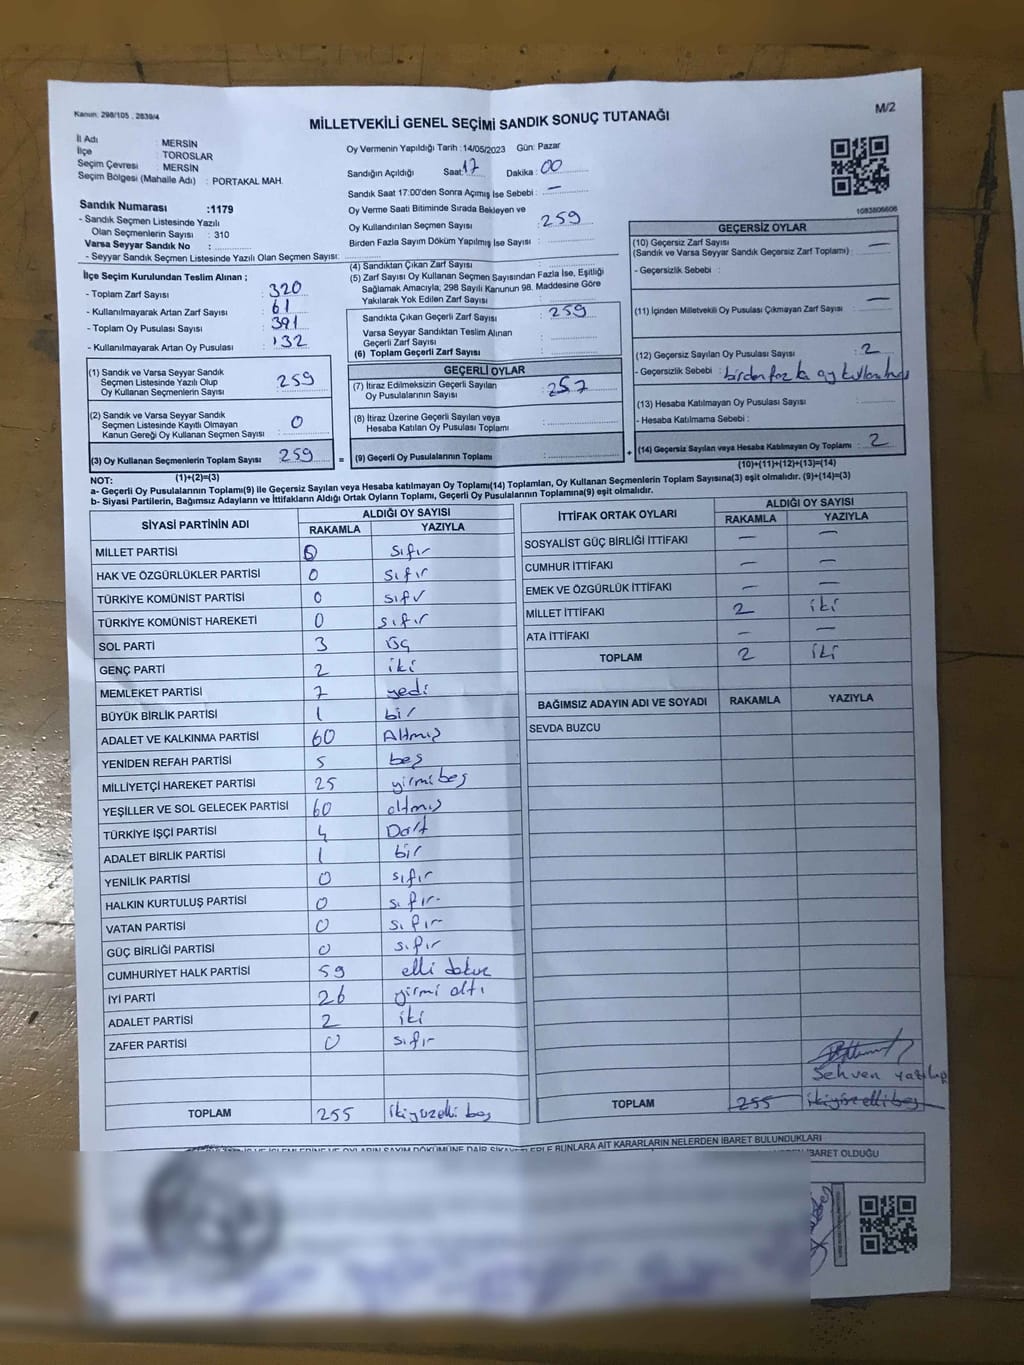 Kanun: 298/105 , 2839/4
M/2
MİLLETVEKİLİ GENEL SEÇİMİ SANDIK SONUÇ TUTANAĞI
İl Adı : MERSİN
İlçe : TOROSLAR
Seçim Çevresi : MERSİN
Seçim Bölgesi (Mahalle Adı) : PORTAKAL MAH.
Sandık Numarası :1179
- Sandık Seçmen Listesinde Yazılı
Olan Seçmenlerin Sayısı : 310
Varsa Seyyar Sandık No :
- Seyyar Sandık Seçmen Listesinde Yazılı Olan Seçmen Sayısı:
Oy Vermenin Yapıldığı Tarih : 14/05/2023 Gün: Pazar
Sandığın Açıldığı Saat: 17 Dakika : 00
Sandık Saat 17:00'den Sonra Açımış İse Sebebi : —
Oy Verme Saati Bitiminde Sırada Bekleyen ve
Oy Kullandırılan Seçmen Sayısı : 259
Birden Fazla Sayım Döküm Yapılmış İse Sayısı :
1083806606
İlçe Seçim Kurulundan Teslim Alınan ;
- Toplam Zarf Sayısı : 320
- Kullanılmayarak Artan Zarf Sayısı : 61
- Toplam Oy Pusulası Sayısı : 391
- Kullanılmayarak Artan Oy Pusulası : 132
(4) Sandıktan Çıkan Zarf Sayısı :
(5) Zarf Sayısı Oy Kullanan Seçmen Sayısından Fazla İse, Eşitliği
Sağlamak Amacıyla, 298 Sayılı Kanunun 98. Maddesine Göre
Yakılarak Yok Edilen Zarf Sayısı :
Sandıkta Çıkan Geçerli Zarf Sayısı : 259
Varsa Seyyar Sandıktan Teslim Alınan
Geçerli Zarf Sayısı :
(6) Toplam Geçerli Zarf Sayısı :
GEÇERSİZ OYLAR
(10) Geçersiz Zarf Sayısı : —
(Sandık ve Varsa Seyyar Sandık Geçersiz Zarf Toplamı)
- Geçersizlik Sebebi :
(11) İçinden Milletvekili Oy Pusulası Çıkmayan Zarf Sayısı : —
(12) Geçersiz Sayılan Oy Pusulası Sayısı : 2
- Geçersizlik Sebebi : birden fazla oy
(13) Hesaba Katılmayan Oy Pusulası Sayısı :
- Hesaba Katılmama Sebebi :
(14) Geçersiz Sayılan veya Hesaba Katılmayan Oy Toplamı : 2
(10)+(11)+(12)+(13)=(14)
(1) Sandık ve Varsa Seyyar Sandık
Seçmen Listesinde Yazılı Olup
Oy Kullanan Seçmenlerin Sayısı : 259
(2) Sandık ve Varsa Seyyar Sandık
Seçmen Listesinde Kayıtlı Olmayan
Kanun Gereği Oy Kullanan Seçmen Sayısı : 0
(3) Oy Kullanan Seçmenlerin Toplam Sayısı : 259 =
(1)+(2)=(3)
GEÇERLİ OYLAR
(7) İtiraz Edilmeksizin Geçerli Sayılan
Oy Pusulalarının Sayısı : 257
(8) İtiraz Üzerine Geçerli Sayılan veya
Hesaba Katılan Oy Pusulası Toplamı :
(9) Geçerli Oy Pusulalarının Toplamı : +
NOT:
a- Geçerli Oy Pusulalarının Toplamı(9) ile Geçersiz Sayılan veya Hesaba katılmayan Oy Toplamı(14) Toplamları, Oy Kullanan Seçmenlerin Toplam Sayısına(3) eşit olmalıdır. (9)+(14)=(3)
b- Siyasi Partilerin, Bağımsız Adayların ve İttifakların Aldığı Ortak Oyların Toplamı, Geçerli Oy Pusulalarının Toplamına(9) eşit olmalıdır.
SİYASİ PARTİNİN ADI ALDIĞI OY SAYISI
RAKAMLA YAZIYLA
MİLLET PARTİSİ 0 sıfır
HAK VE ÖZGÜRLÜKLER PARTİSİ 0 sıfır
TÜRKİYE KOMÜNİST PARTİSİ 0 sıfır
TÜRKİYE KOMÜNİST HAREKETİ 0 sıfır
SOL PARTİ 3 üç
GENÇ PARTİ 2 iki
MEMLEKET PARTİSİ 7 yedi
BÜYÜK BİRLİK PARTİSİ 1 bir
ADALET VE KALKINMA PARTİSİ 60 Altmış
YENİDEN REFAH PARTİSİ 5 beş
MİLLİYETÇİ HAREKET PARTİSİ 25 yirmi beş
YEŞİLLER VE SOL GELECEK PARTİSİ 60 altmış
TÜRKİYE İŞÇİ PARTİSİ 4 Dört
ADALET BİRLİK PARTİSİ 1 bir
YENİLİK PARTİSİ 0 sıfır
HALKIN KURTULUŞ PARTİSİ 0 sıfır
VATAN PARTİSİ 0 sıfır
GÜÇ BİRLİĞİ PARTİSİ 0 sıfır
CUMHURİYET HALK PARTİSİ 59 elli dokuz
İYİ PARTİ 26 yirmi altı
ADALET PARTİSİ 2 iki
ZAFER PARTİSİ 0 sıfır
TOPLAM 255 ikiyüzelli beş
İTTİFAK ORTAK OYLARI ALDIĞI OY SAYISI
RAKAMLA YAZIYLA
SOSYALİST GÜÇ BİRLİĞİ İTTİFAKI — —
CUMHUR İTTİFAKI — —
EMEK VE ÖZGÜRLÜK İTTİFAKI — —
MİLLET İTTİFAKI 2 iki
ATA İTTİFAKI — —
TOPLAM 2 iki
BAĞIMSIZ ADAYIN ADI VE SOYADI RAKAMLA YAZIYLA
SEVDA BUZCU
Sehven yazılıp
TOPLAM 255 ikiyüzellibeş
BUNLARA AİT KARARLARIN NELERDEN İBARET BULUNDUKLARI
İBARET OLDUĞU